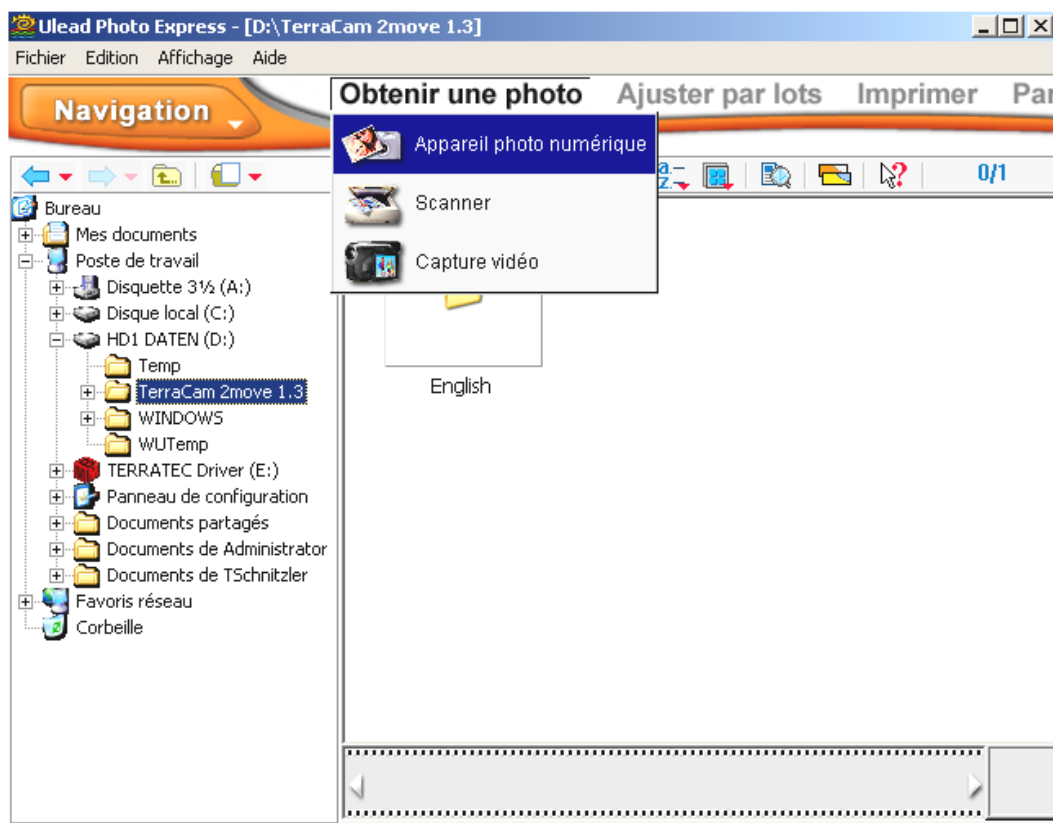 Ulead Photo Express - [D:\TerraCam 2move 1.3]
Fichier Edition Affichage Aide
Navigation
Obtenir une photo Ajuster par lots Imprimer Par
Appareil photo numérique
Scanner
Capture vidéo
0/1
Bureau
Mes documents
Poste de travail
Disquette 3½ (A:)
Disque local (C:)
HD1 DATEN (D:)
Temp
TerraCam 2move 1.3
WINDOWS
WUTemp
TERRATEC Driver (E:)
Panneau de configuration
Documents partagés
Documents de Administrator
Documents de TSchnitzler
Favoris réseau
Corbeille
English